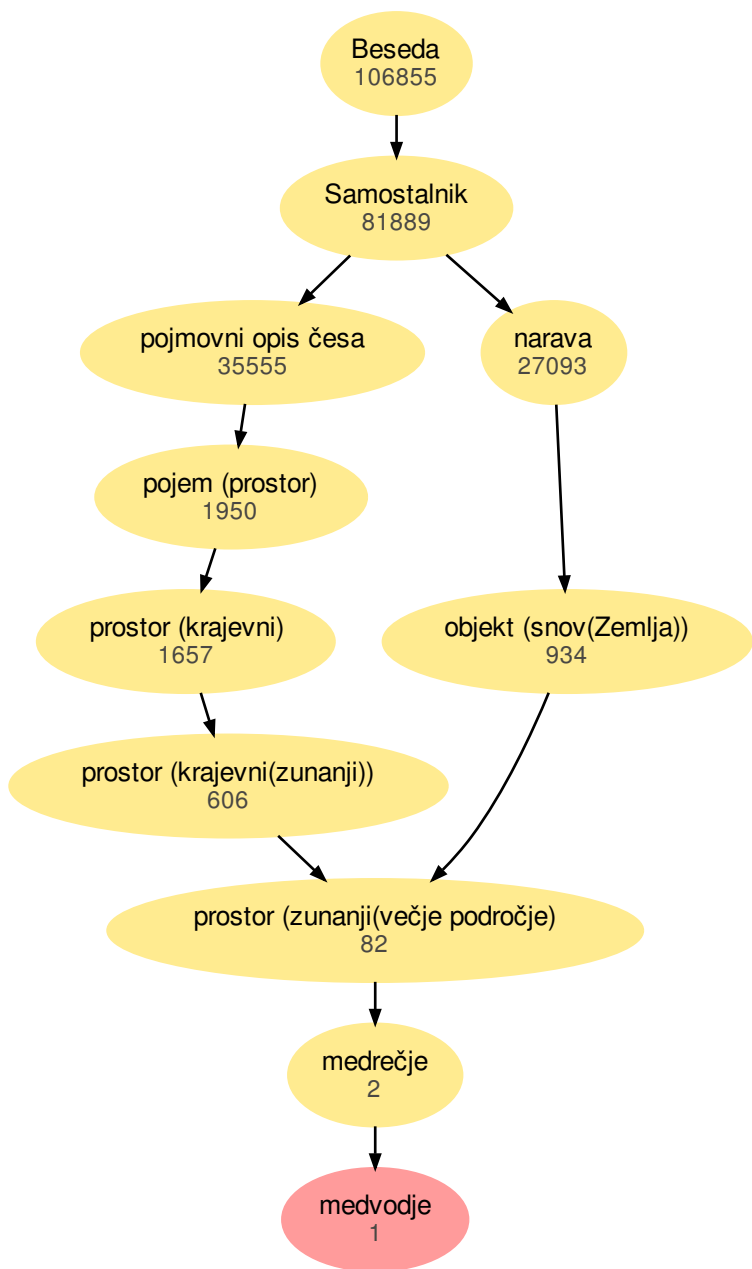 Beseda
106855
Samostalnik
81889
pojmovni opis česa
35555
narava
27093
pojem (prostor)
1950
prostor (krajevni)
1657
objekt (snov(Zemlja))
934
prostor (krajevni(zunanji))
606
prostor (zunanji(večje področje)
82
medrečje
2
medvodje
1